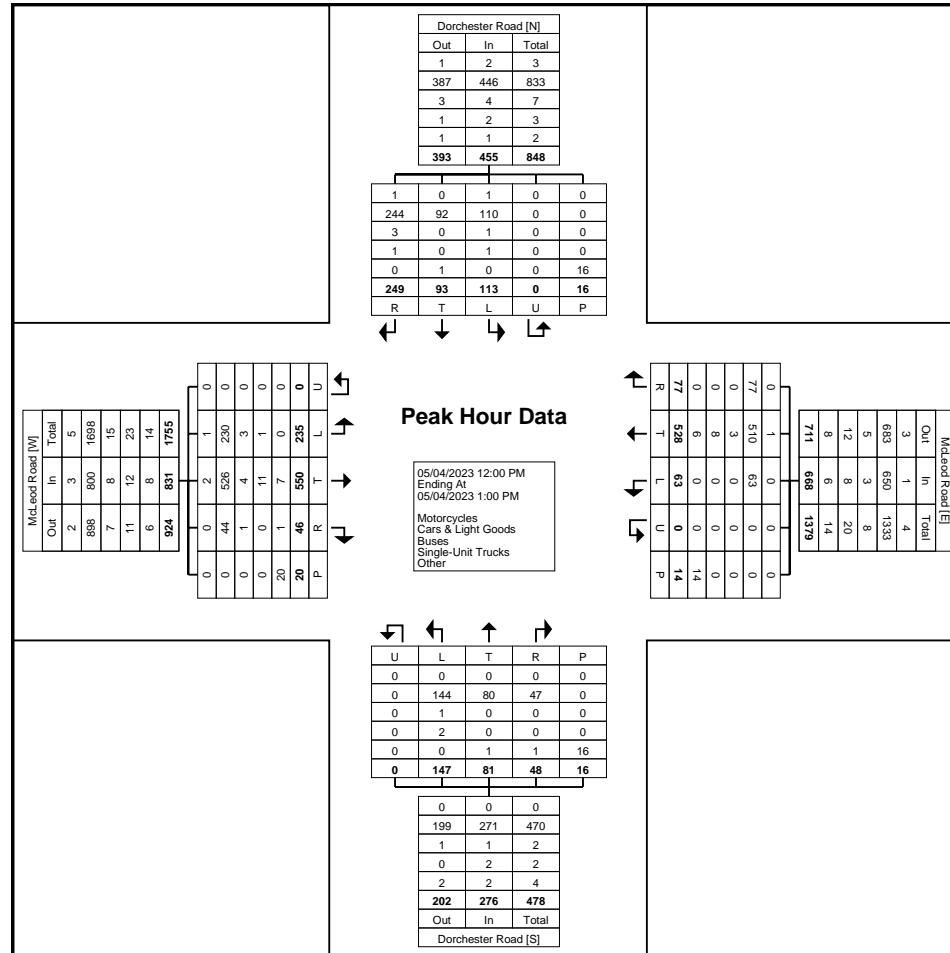 Dorchester Road [N]
Out In Total
1 2 3
387 446 833
3 4 7
1 2 3
1 1 2
393 455 848
1 0 1 0 0
244 92 110 0 0
3 0 1 0 0
1 0 1 0 0
0 1 0 0 16
249 93 113 0 16
R T L U P
McLeod Road [W]
Total 5 1698 15 23 14 1755
In 3 800 8 12 8 831
Out 2 898 7 11 6 924
0 0 0 0 0 0 U
1 230 3 1 0 235 L
2 526 4 11 7 550 T
0 44 1 0 1 46 R
0 0 0 0 20 20 P
Peak Hour Data
05/04/2023 12:00 PM
Ending At
05/04/2023 1:00 PM
Motorcycles
Cars & Light Goods
Buses
Single-Unit Trucks
Other
R 77 0 0 0 77 0
T 528 6 8 3 510 1
L 63 0 0 0 63 0
U 0 0 0 0 0 0
P 14 14 0 0 0 0
711 8 12 5 683 3 Out
668 6 8 3 650 1 In
1379 14 20 8 1333 4 Total
McLeod Road [E]
U L T R P
0 0 0 0 0
0 144 80 47 0
0 1 0 0 0
0 2 0 0 0
0 0 1 1 16
0 147 81 48 16
0 0 0
199 271 470
1 1 2
0 2 2
2 2 4
202 276 478
Out In Total
Dorchester Road [S]